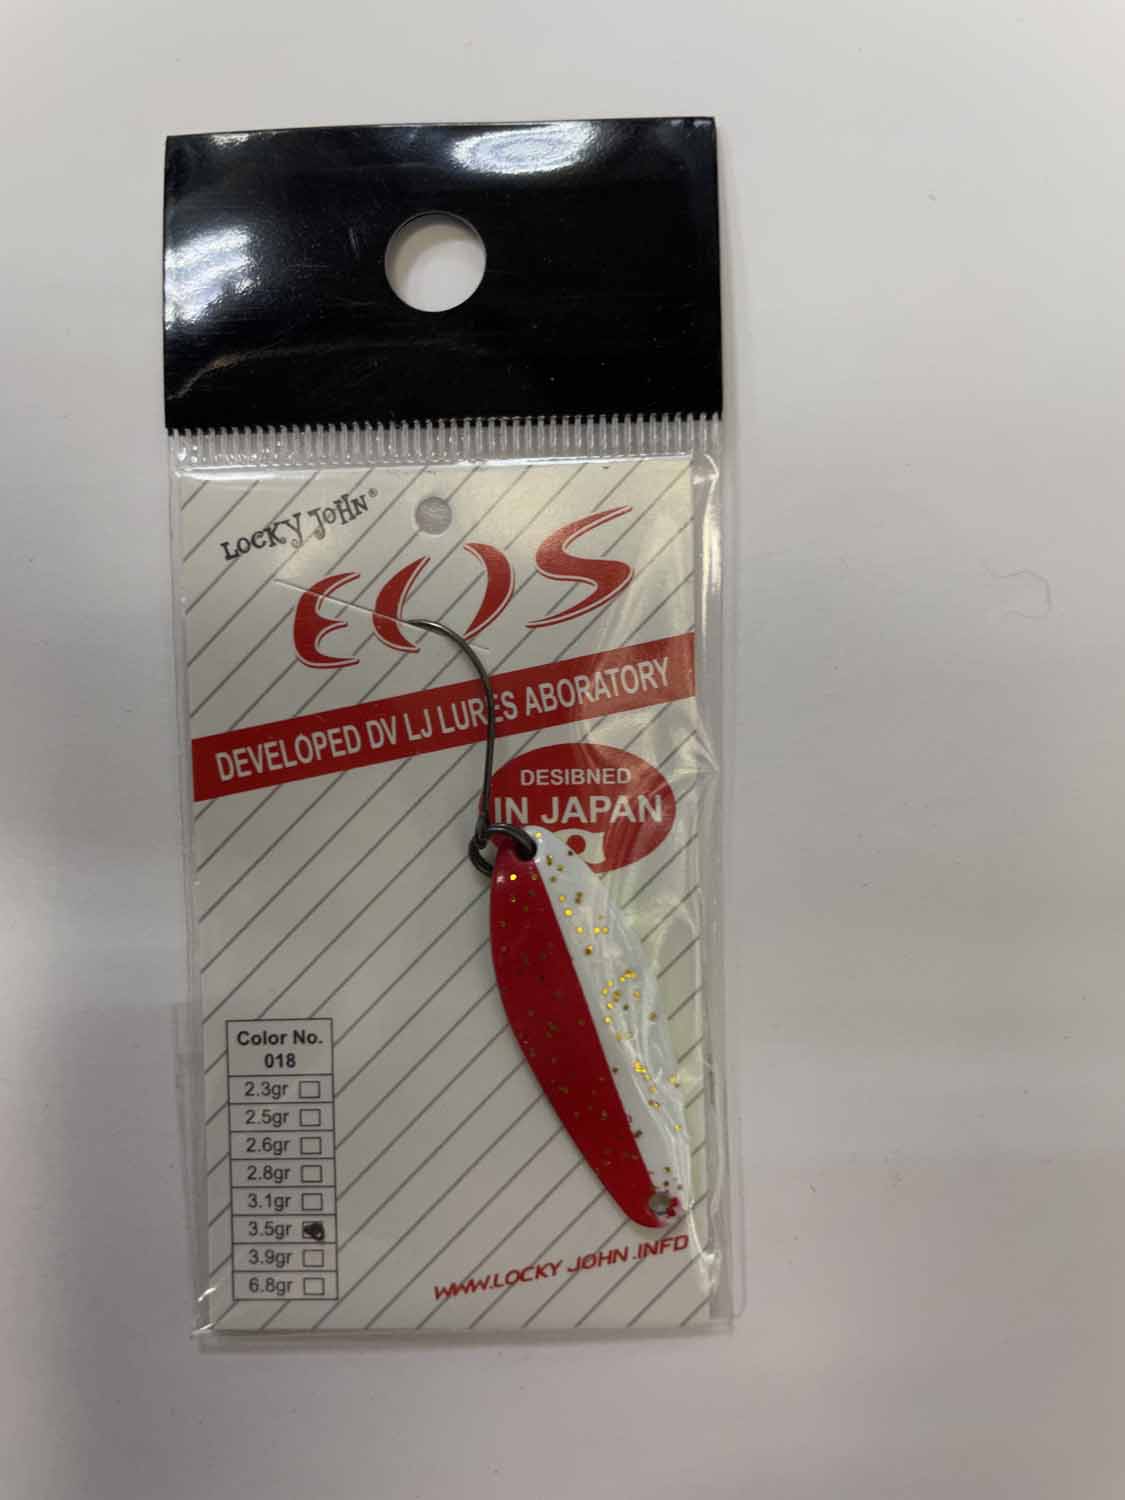 LOCKY JOHN®
EOS
DEVELOPED DV LJ LURES ABORATORY
DESIBNED
IN JAPAN
Color No.
018
2.3gr
2.5gr
2.6gr
2.8gr
3.1gr
3.5gr
3.9gr
6.8gr
WWW.LOCKY JOHN.INFO